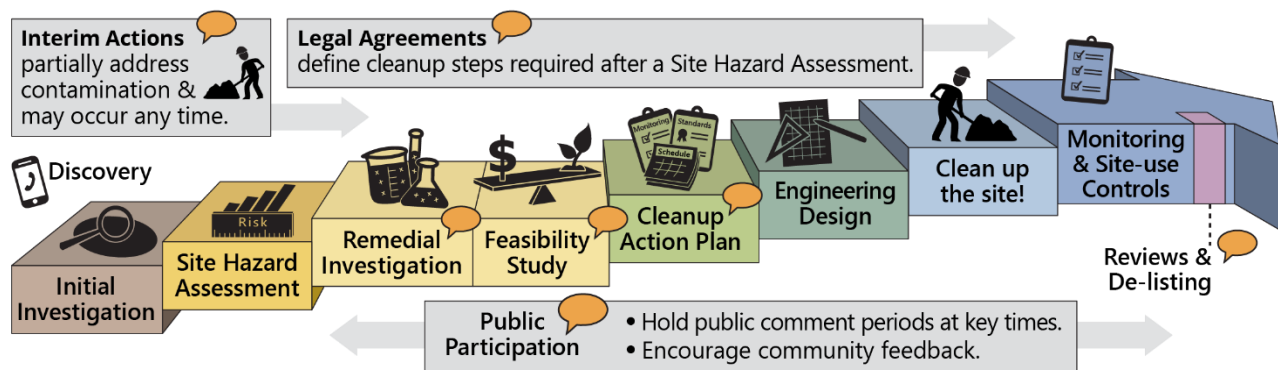 Interim Actions
partially address
contamination &
may occur any time.
Legal Agreements
define cleanup steps required after a Site Hazard Assessment.
Discovery
Initial
Investigation
Risk
Site Hazard
Assessment
Remedial
Investigation
$
Feasibility
Study
Monitoring
Standards
Schedule
Cleanup
Action Plan
Engineering
Design
Clean up
the site!
Monitoring
& Site-use
Controls
Reviews &
De-listing
Public
Participation
• Hold public comment periods at key times.
• Encourage community feedback.